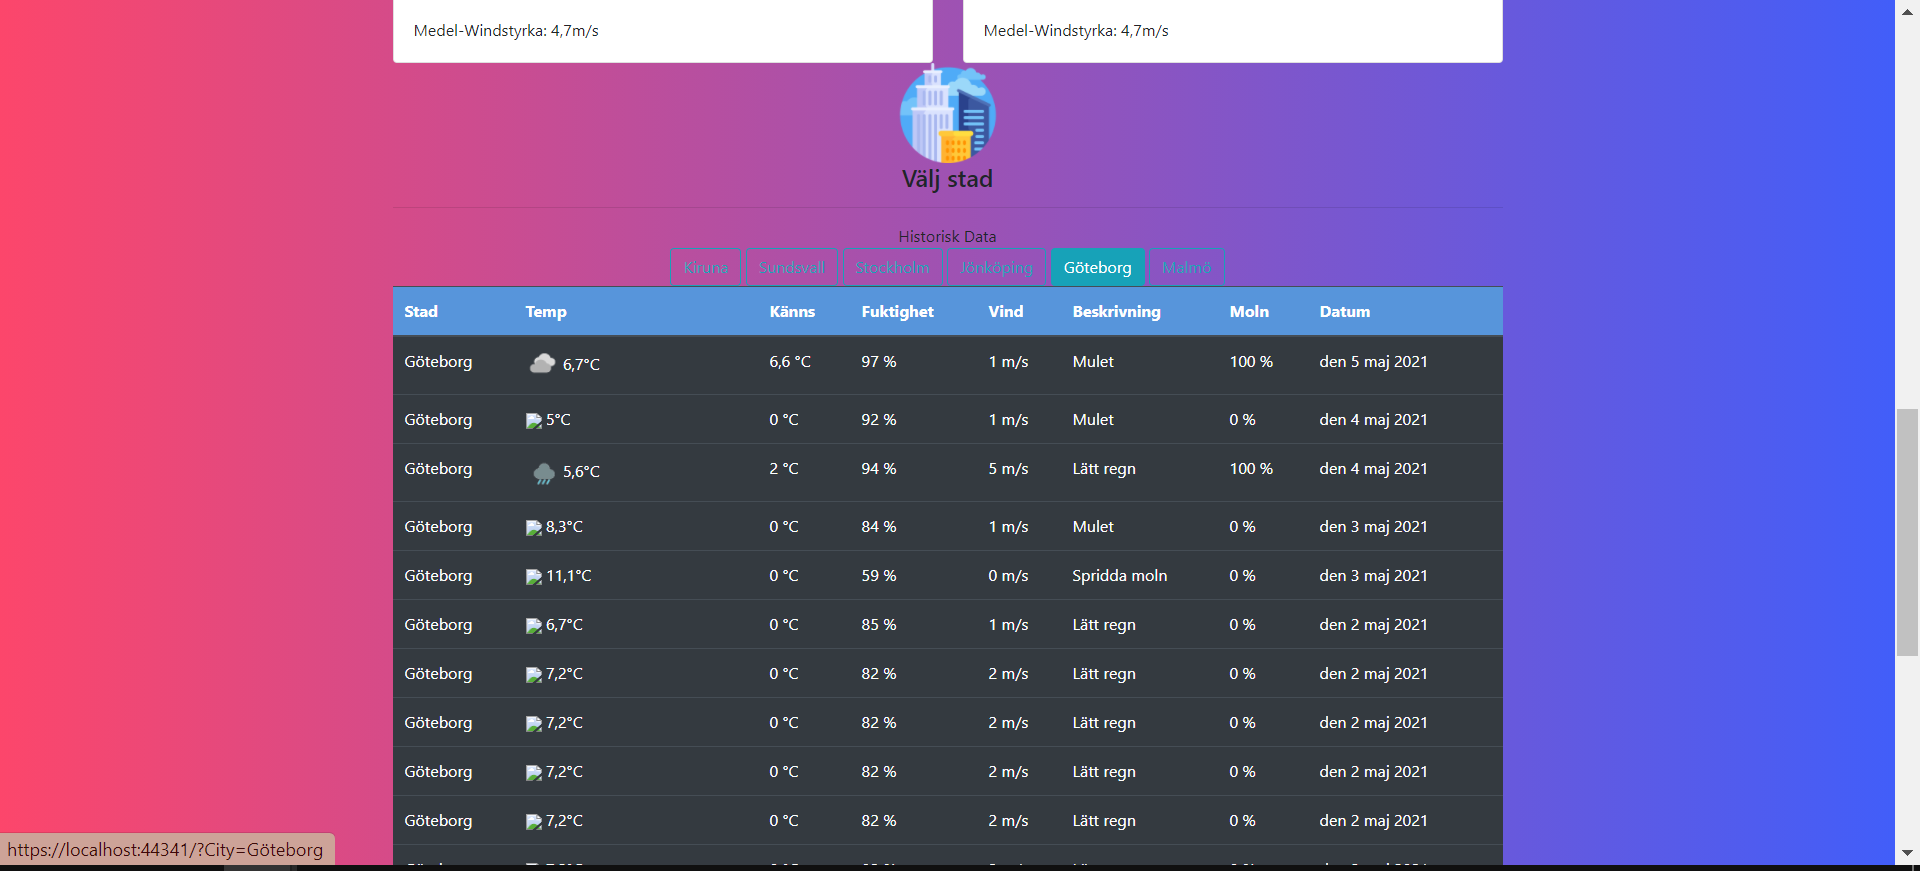 Medel-Windstyrka: 4,7m/s Medel-Windstyrka: 4,7m/s
Välj stad
Historisk Data
Kiruna Sundsvall Stockholm Jönköping Göteborg Malmö
Stad Temp Känns Fuktighet Vind Beskrivning Moln Datum
Göteborg 6,7°C 6,6 °C 97 % 1 m/s Mulet 100 % den 5 maj 2021
Göteborg 5°C 0 °C 92 % 1 m/s Mulet 0 % den 4 maj 2021
Göteborg 5,6°C 2 °C 94 % 5 m/s Lätt regn 100 % den 4 maj 2021
Göteborg 8,3°C 0 °C 84 % 1 m/s Mulet 0 % den 3 maj 2021
Göteborg 11,1°C 0 °C 59 % 0 m/s Spridda moln 0 % den 3 maj 2021
Göteborg 6,7°C 0 °C 85 % 1 m/s Lätt regn 0 % den 2 maj 2021
Göteborg 7,2°C 0 °C 82 % 2 m/s Lätt regn 0 % den 2 maj 2021
Göteborg 7,2°C 0 °C 82 % 2 m/s Lätt regn 0 % den 2 maj 2021
Göteborg 7,2°C 0 °C 82 % 2 m/s Lätt regn 0 % den 2 maj 2021
Göteborg 7,2°C 0 °C 82 % 2 m/s Lätt regn 0 % den 2 maj 2021
https://localhost:44341/?City=Göteborg